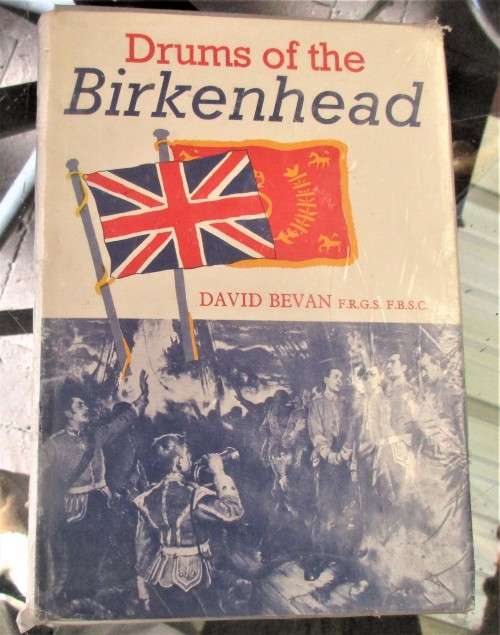 Drums of the
Birkenhead
DAVID BEVAN F.R.G.S. F.B.S.C.